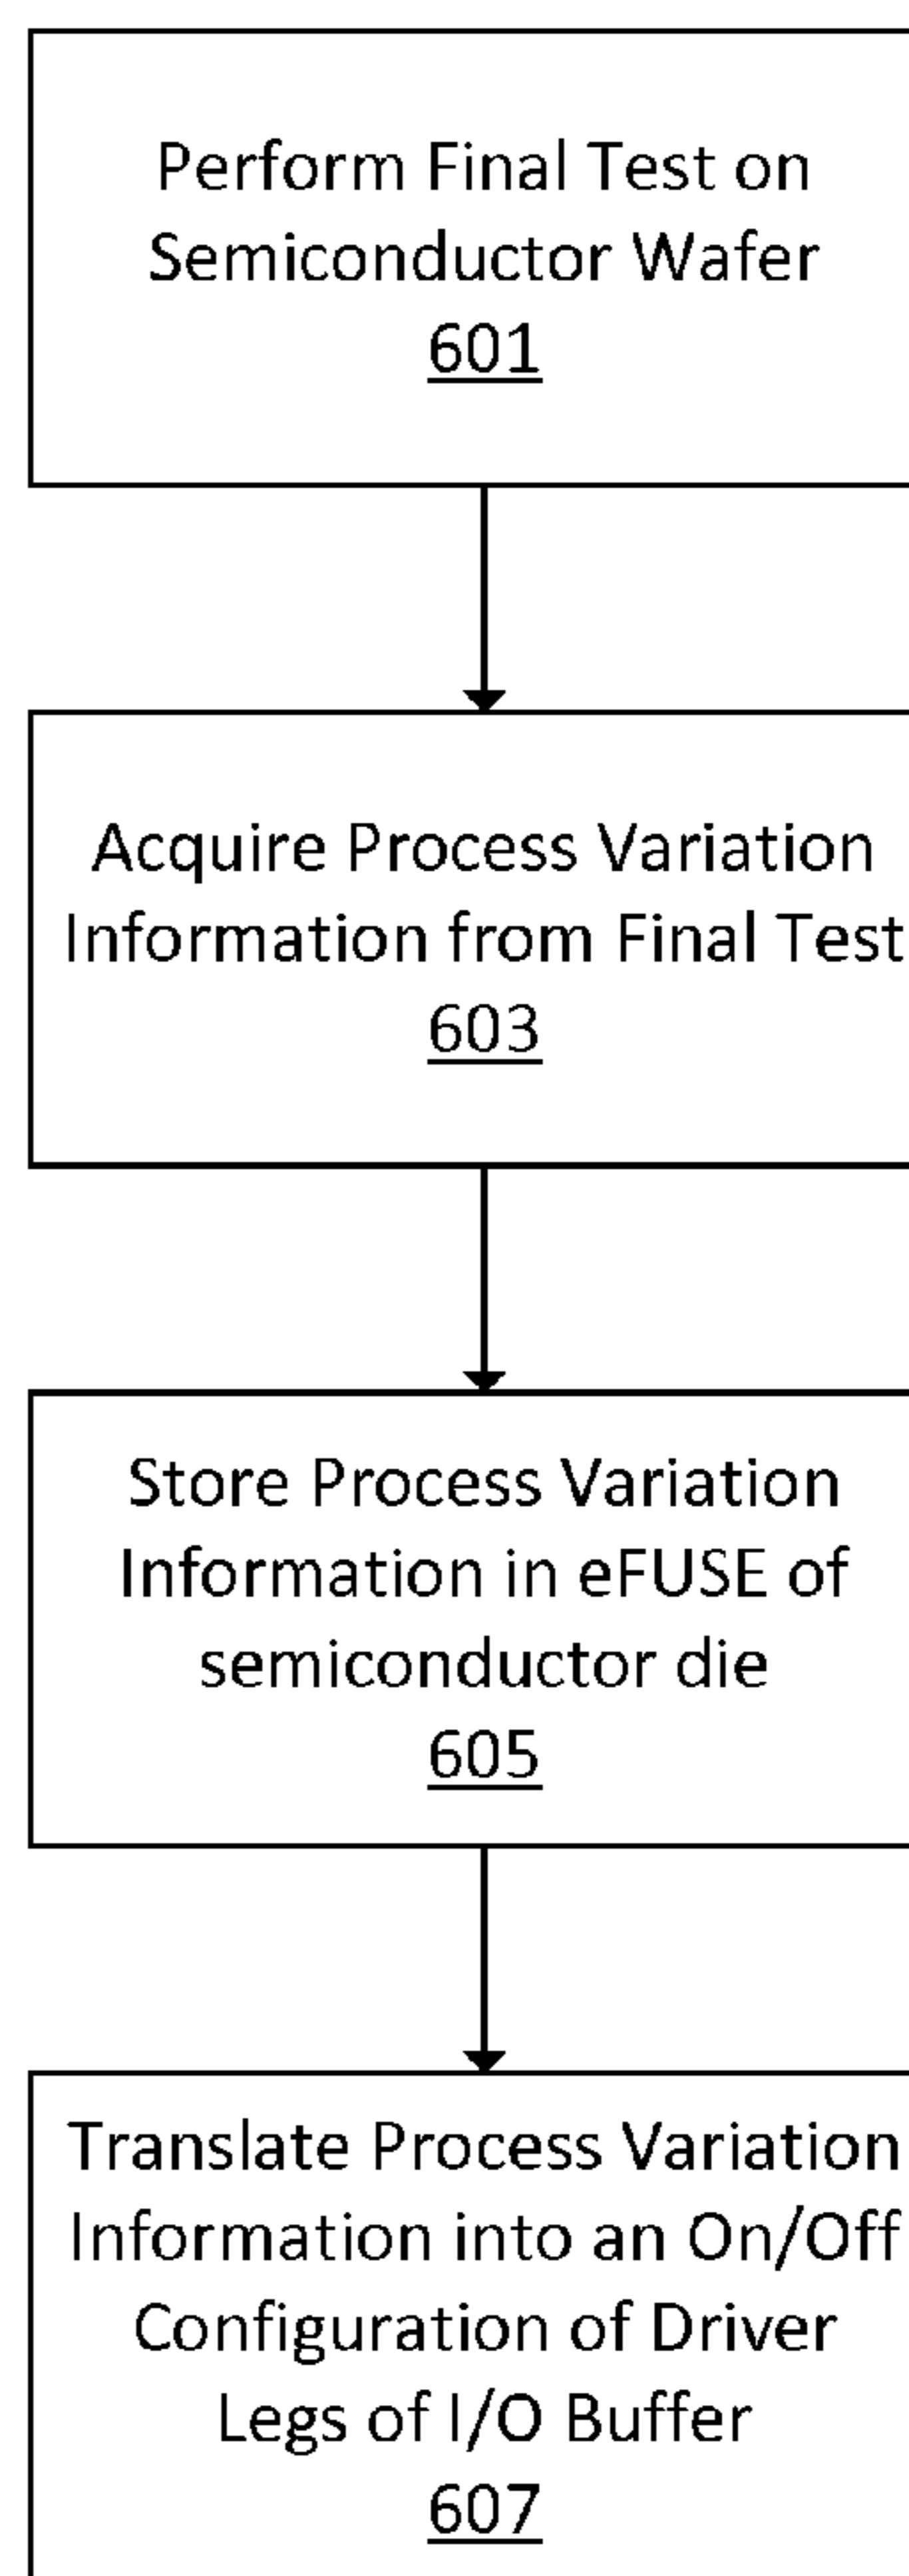 Perform Final Test on
Semiconductor Wafer
601
Acquire Process Variation
Information from Final Test
603
Store Process Variation
Information in eFUSE of
semiconductor die
605
Translate Process Variation
Information into an On/Off
Configuration of Driver
Legs of I/O Buffer
607